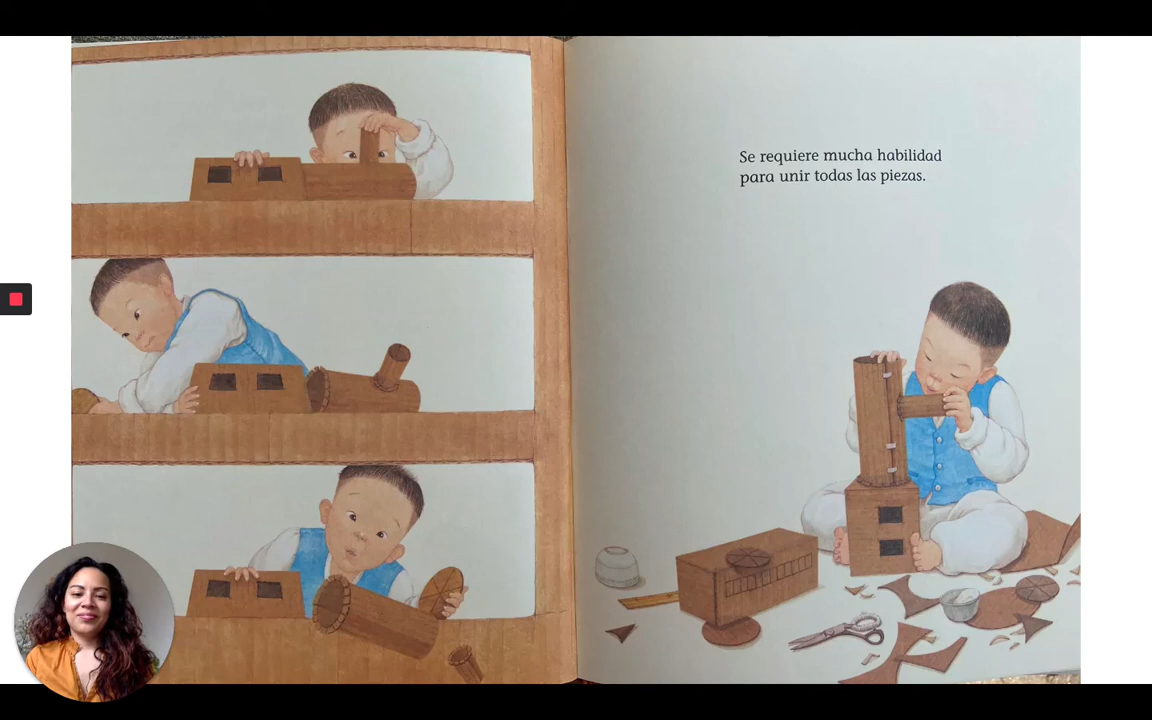 Se requiere mucha habilidad
para unir todas las piezas.